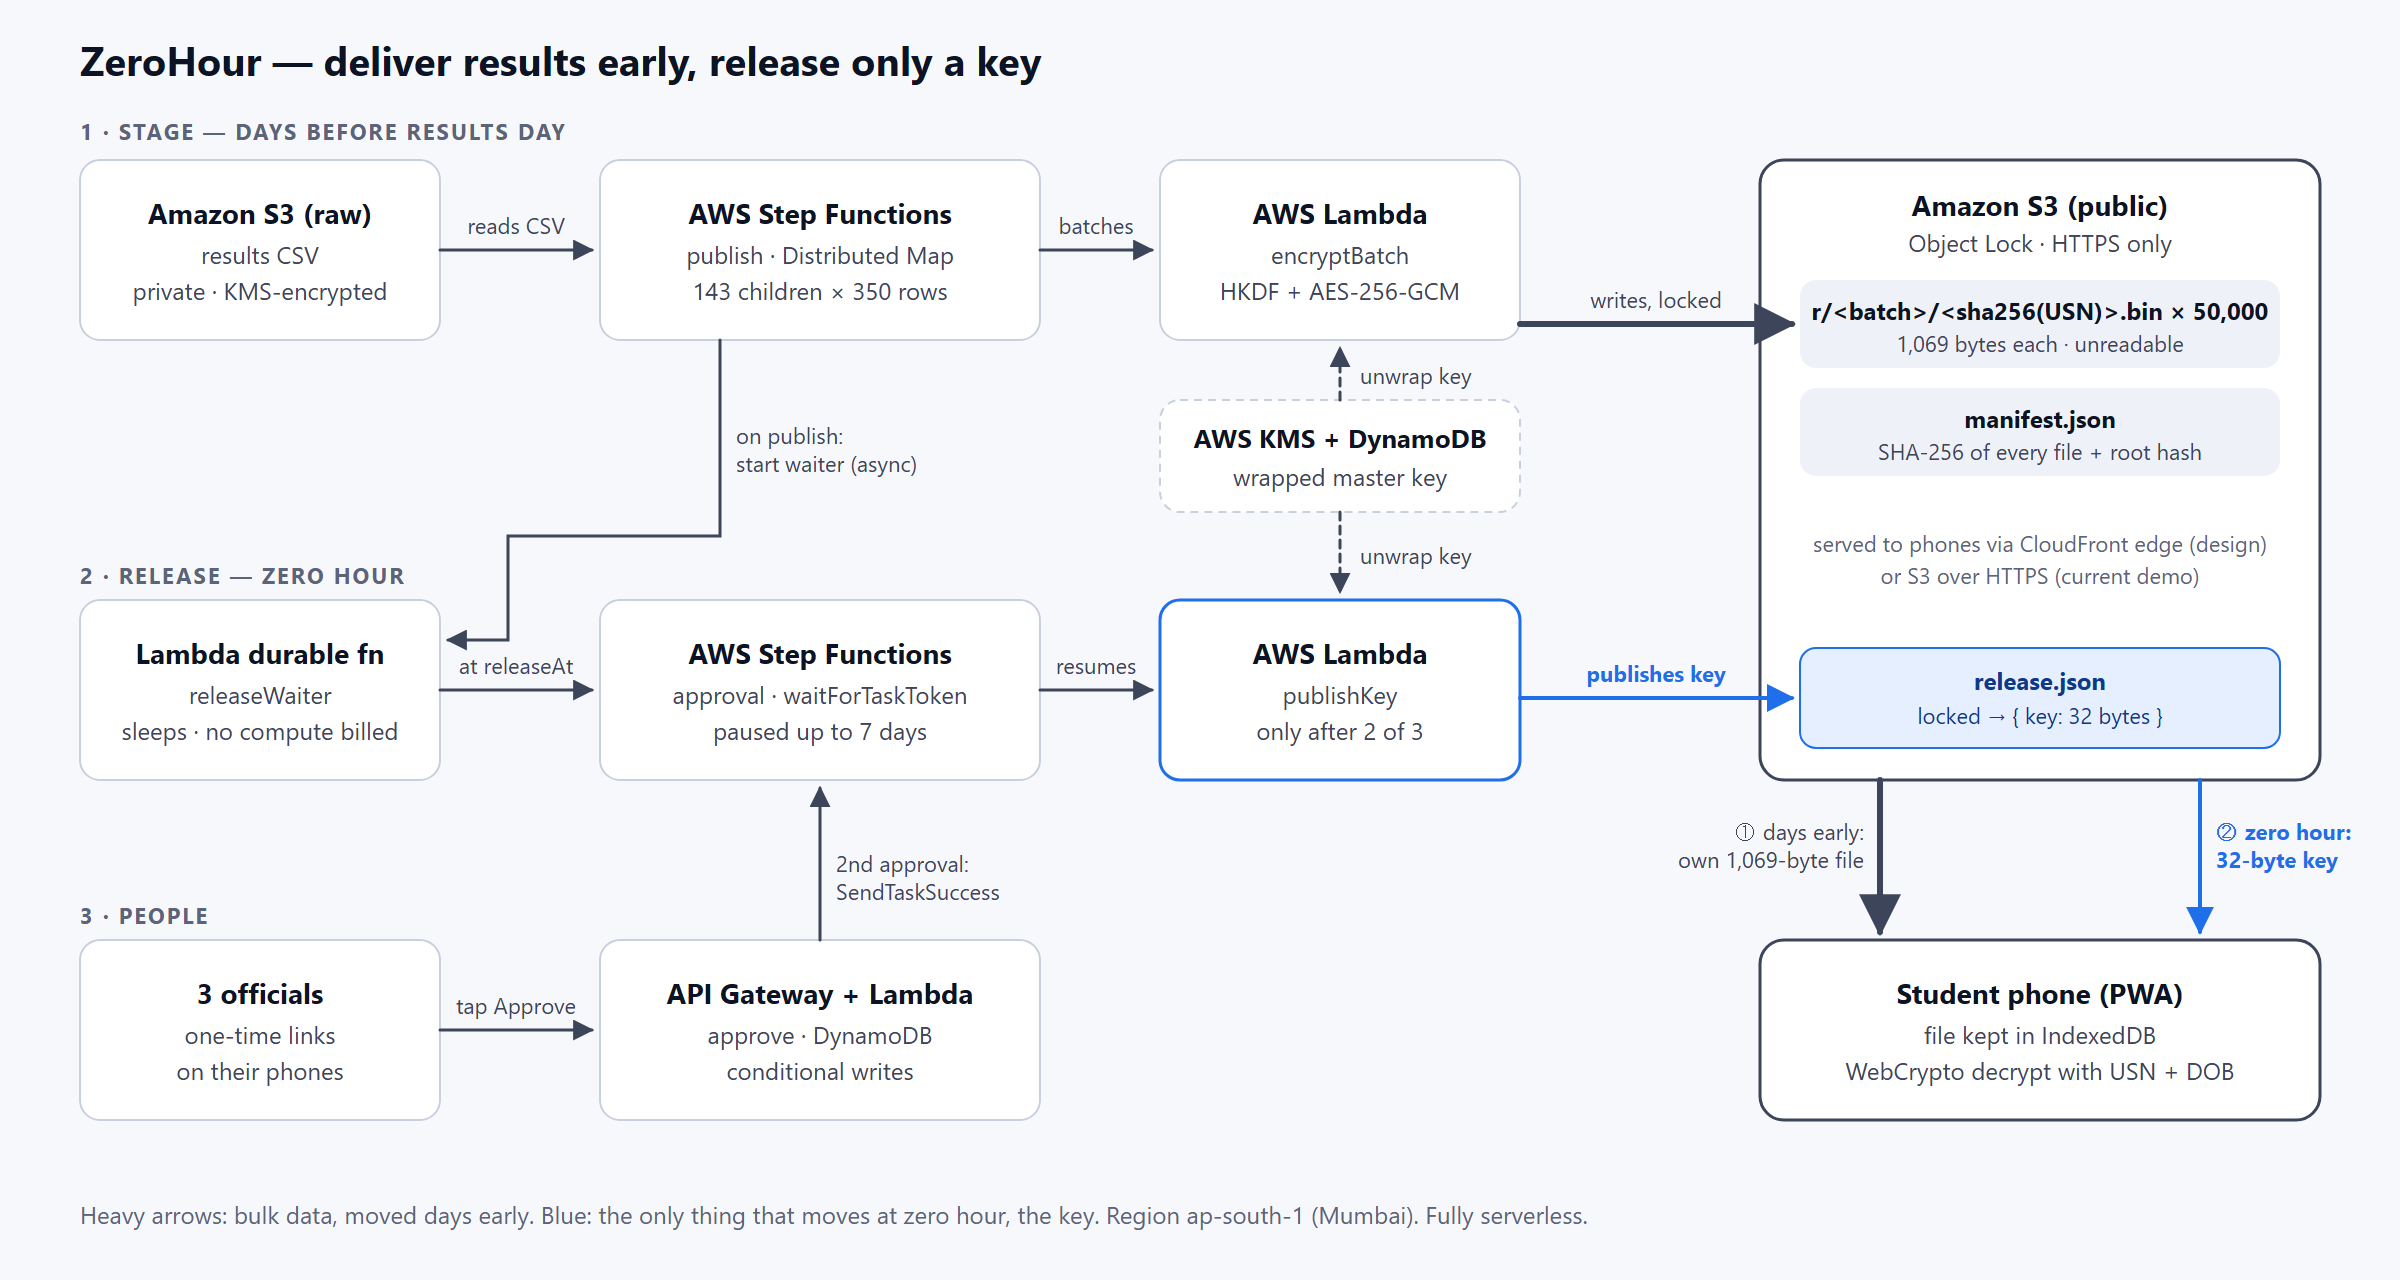 ZeroHour — deliver results early, release only a key
1 · STAGE — DAYS BEFORE RESULTS DAY
Amazon S3 (raw)
results CSV
private · KMS-encrypted
reads CSV
AWS Step Functions
publish · Distributed Map
143 children × 350 rows
batches
AWS Lambda
encryptBatch
HKDF + AES-256-GCM
writes, locked
Amazon S3 (public)
Object Lock · HTTPS only
r/<batch>/<sha256(USN)>.bin × 50,000
1,069 bytes each · unreadable
manifest.json
SHA-256 of every file + root hash
served to phones via CloudFront edge (design)
or S3 over HTTPS (current demo)
release.json
locked → { key: 32 bytes }
on publish:
start waiter (async)
unwrap key
AWS KMS + DynamoDB
wrapped master key
unwrap key
2 · RELEASE — ZERO HOUR
Lambda durable fn
releaseWaiter
sleeps · no compute billed
at releaseAt
AWS Step Functions
approval · waitForTaskToken
paused up to 7 days
resumes
AWS Lambda
publishKey
only after 2 of 3
publishes key
① days early:
own 1,069-byte file
② zero hour:
32-byte key
2nd approval:
SendTaskSuccess
3 · PEOPLE
3 officials
one-time links
on their phones
tap Approve
API Gateway + Lambda
approve · DynamoDB
conditional writes
Student phone (PWA)
file kept in IndexedDB
WebCrypto decrypt with USN + DOB
Heavy arrows: bulk data, moved days early. Blue: the only thing that moves at zero hour, the key. Region ap-south-1 (Mumbai). Fully serverless.